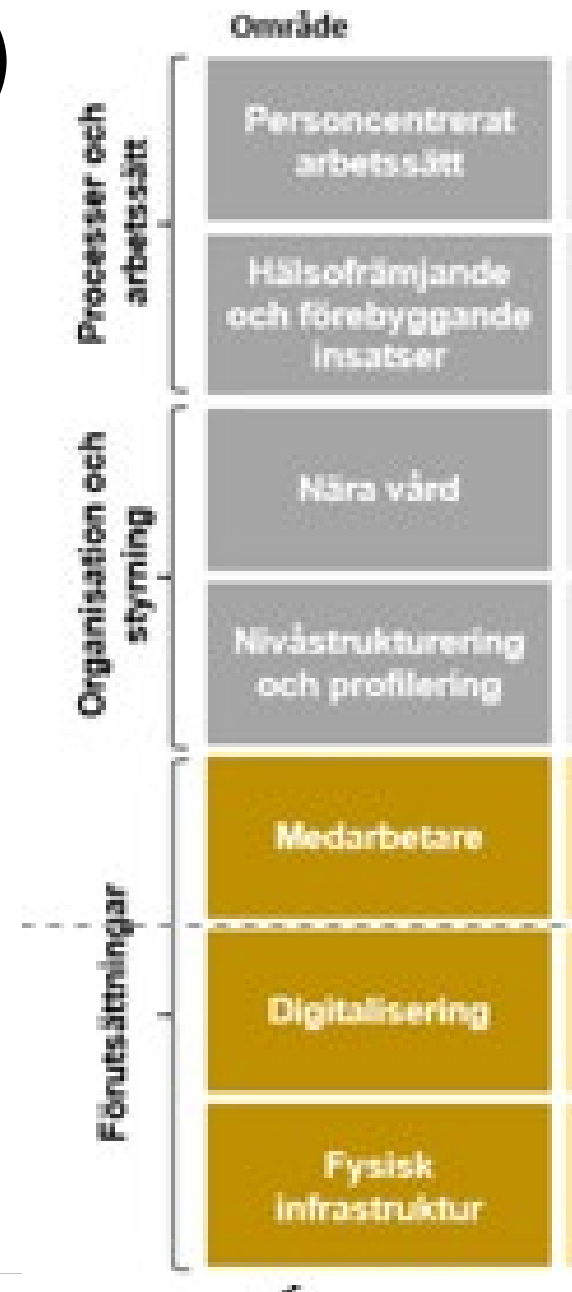 Område
Processer och
arbetssätt
Personcentrerat
arbetssätt
Hälsofrämjande
och förebyggande
insatser
Organisation och
styrning
Nära vård
Nivåstrukturering
och profilering
Förutsättningar
Medarbetare
Digitalisering
Fysisk
infrastruktur